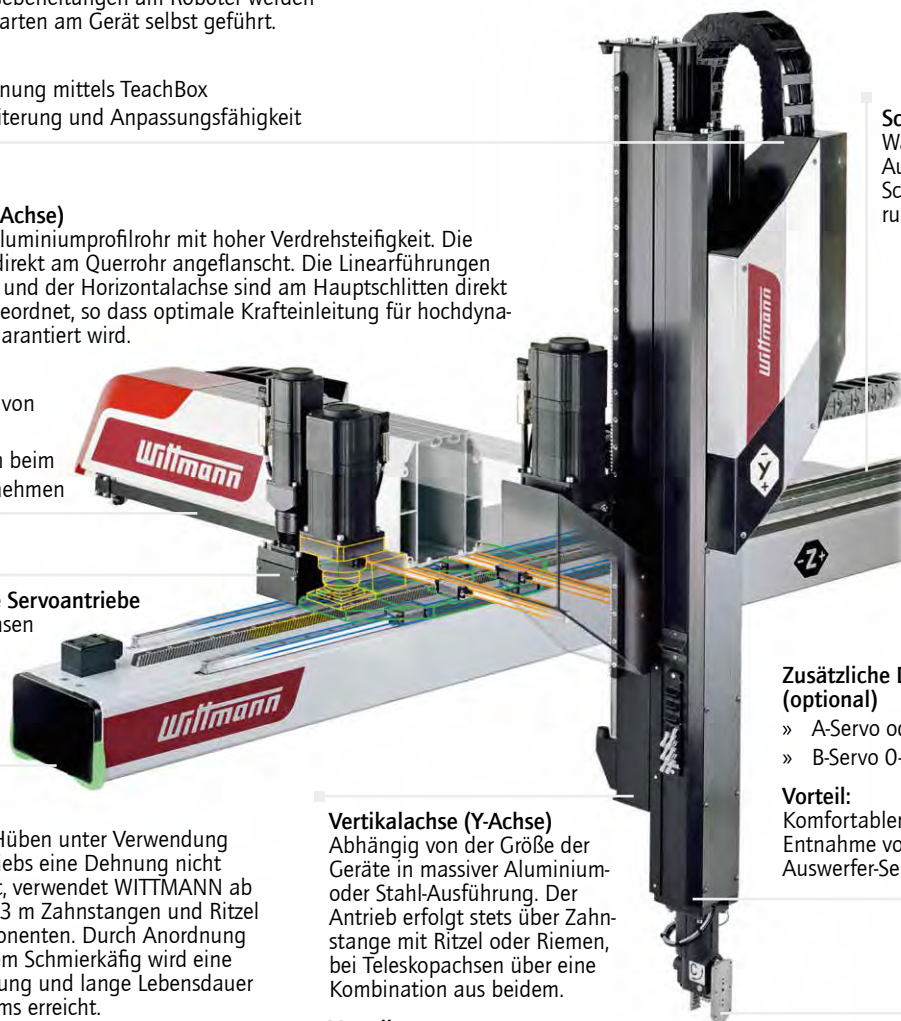 arten am Gerät selbst geführt.
nung mittels TeachBox
iterung und Anpassungsfähigkeit
Achse)
luminiumprofilrohr mit hoher Verdrehsteifigkeit. Die
direkt am Querrohr angeflanscht. Die Linearführungen
und der Horizontalachse sind am Hauptschlitten direkt
eordnet, so dass optimale Krafteinleitung für hochdyna-
arantiert wird.
von
n beim
nehmen
e Servoantriebe
nsen
Hüben unter Verwendung
iebs eine Dehnung nicht
t, verwendet WITTMANN ab
3 m Zahnstangen und Ritzel
onenten. Durch Anordnung
em Schmierkäfig wird eine
ung und lange Lebensdauer
ms erreicht.
Wittmann
Wittmann
Wittmann
- Y +
-Z+
Vertikalachse (Y-Achse)
Abhängig von der Größe der
Geräte in massiver Aluminium-
oder Stahl-Ausführung. Der
Antrieb erfolgt stets über Zahn-
stange mit Ritzel oder Riemen,
bei Teleskopachsen über eine
Kombination aus beidem.
Sc
Wa
Au
Sc
ru
Zusätzliche
(optional)
» A-Servo od
» B-Servo 0-
Vorteil:
Komfortabler
Entnahme vo
Auswerfer-Se
C